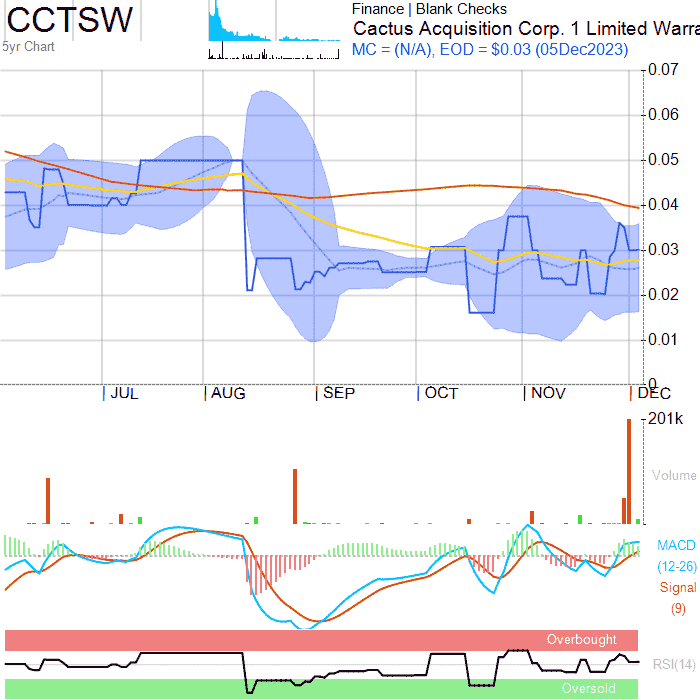 CCTSW
5yr Chart
Finance | Blank Checks
Cactus Acquisition Corp. 1 Limited Warra
MC = (N/A), EOD = $0.03 (05Dec2023)
0.07
0.06
0.05
0.04
0.03
0.02
0.01
0
JUL AUG SEP OCT NOV DEC
201k
Volume
MACD
(12-26)
Signal
(9)
Overbought
RSI(14)
Oversold